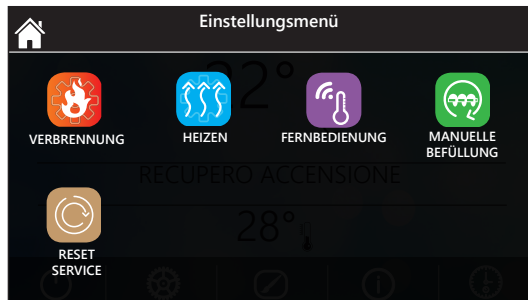 Einstellungsmenü
22°
VERBRENNUNG
HEIZEN
FERNBEDIENUNG
MANUELLE
BEFÜLLUNG
RECUPERO ACCENSIONE
28°
RESET
SERVICE